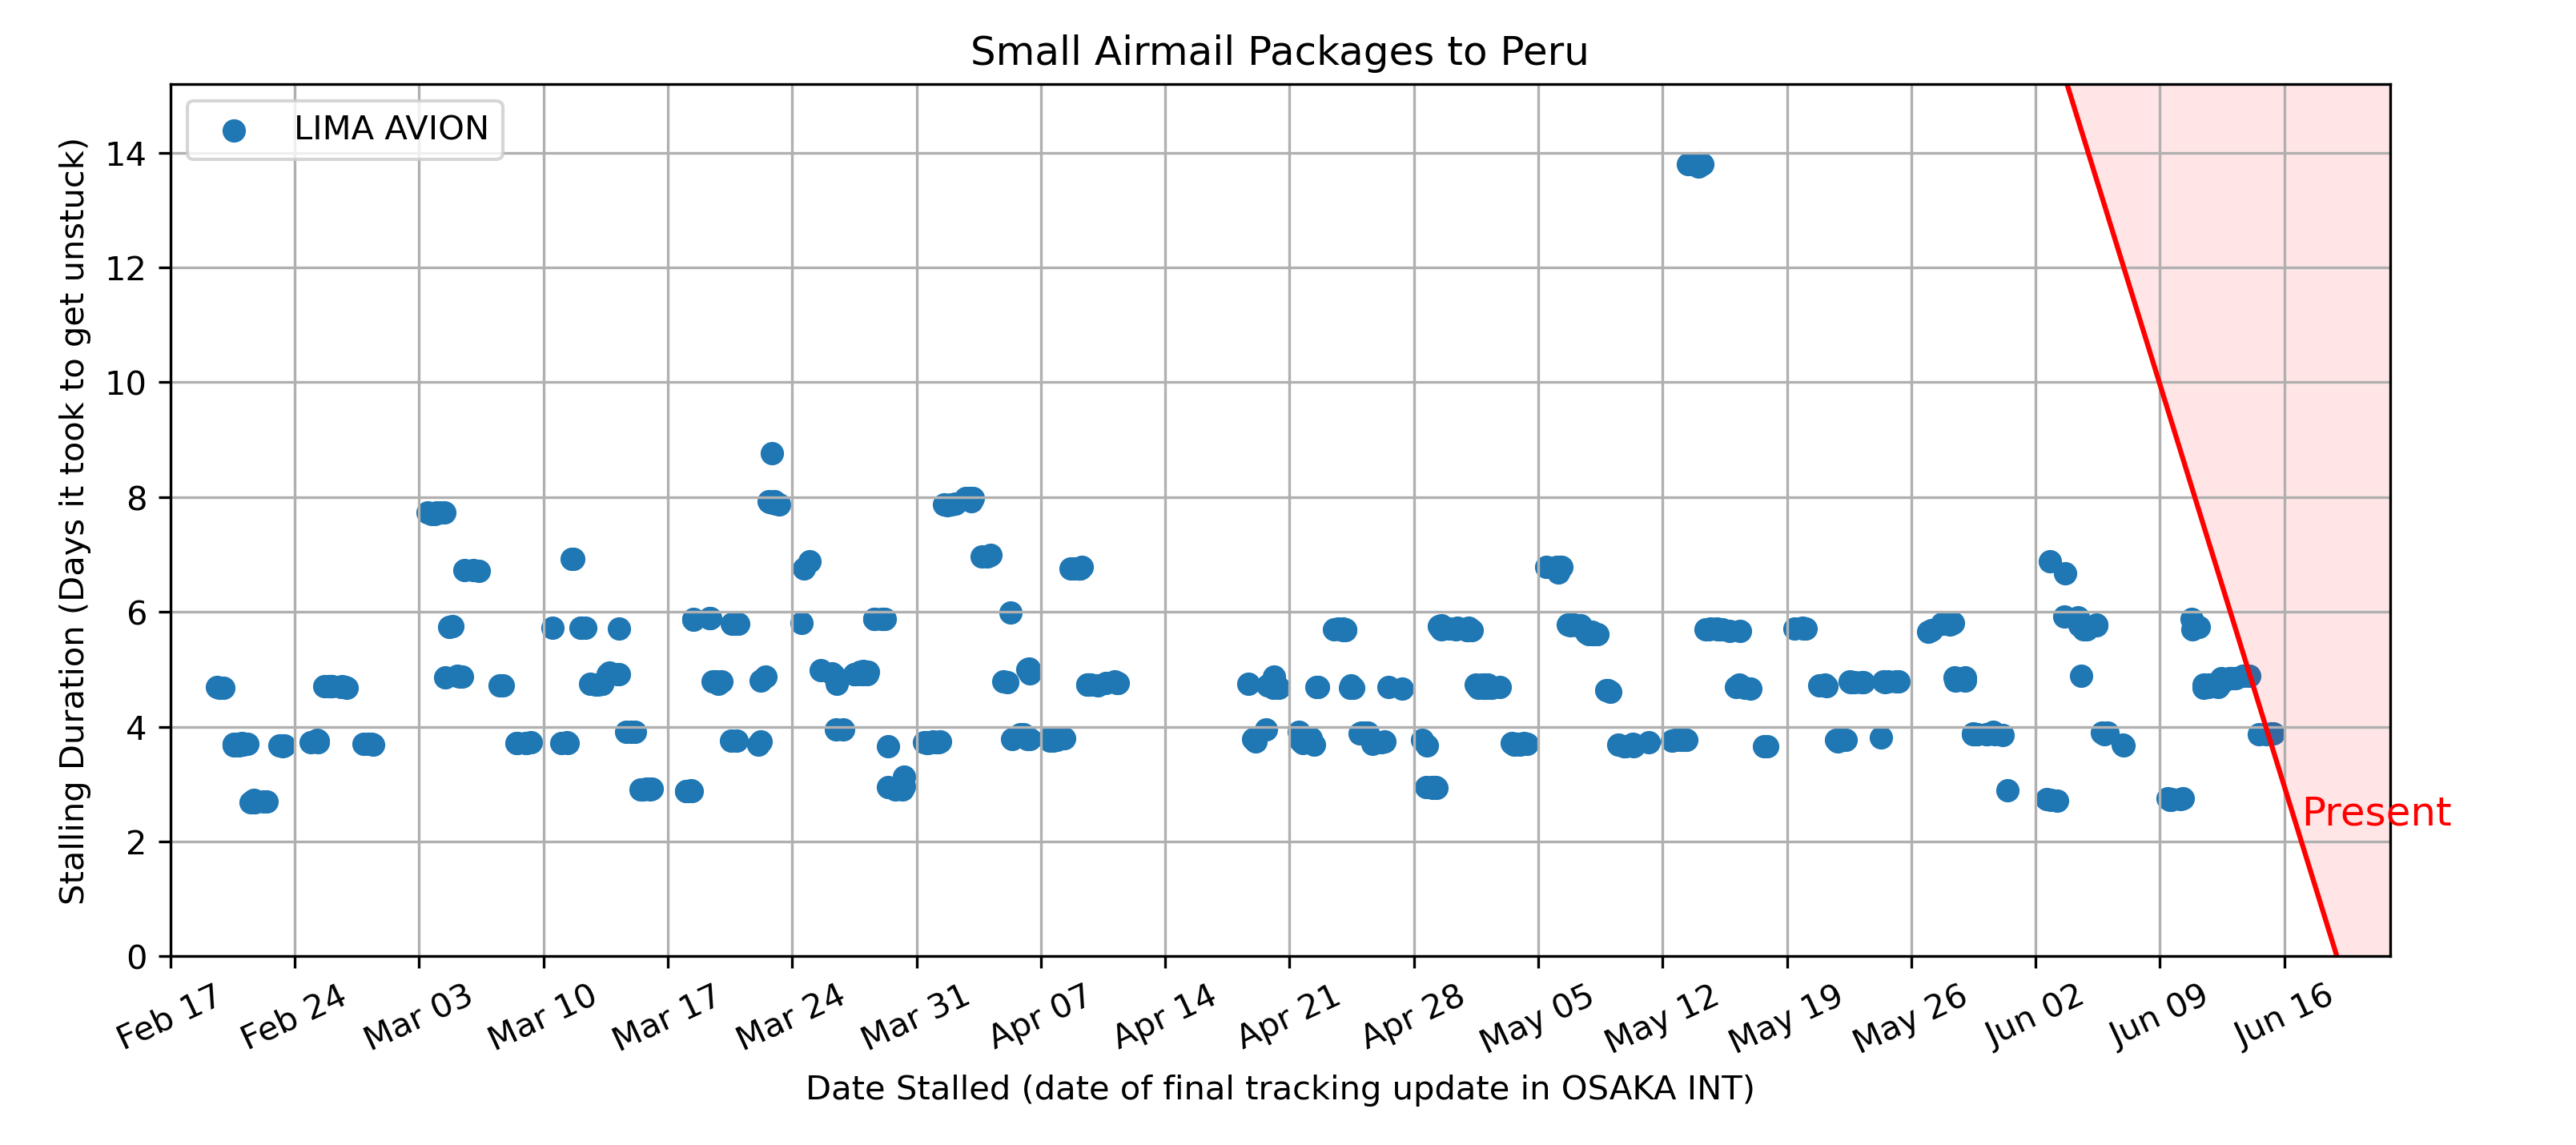 Small Airmail Packages to Peru
LIMA AVION
Stalling Duration (Days it took to get unstuck)
14
12
10
8
6
4
2
0
Present
Feb 17
Feb 24
Mar 03
Mar 10
Mar 17
Mar 24
Mar 31
Apr 07
Apr 14
Apr 21
Apr 28
May 05
May 12
May 19
May 26
Jun 02
Jun 09
Jun 16
Date Stalled (date of final tracking update in OSAKA INT)